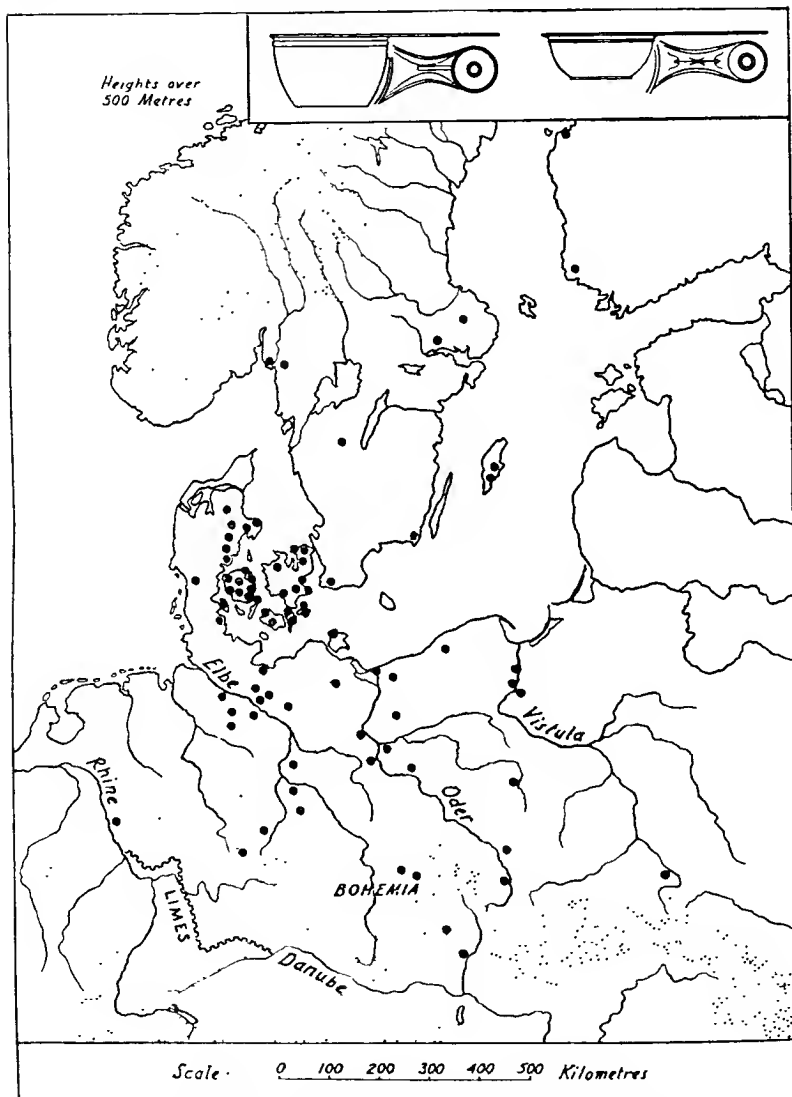 Heights over
500 Metres
Elbe
Rhine
Vistula
Oder
BOHEMIA
LIMES
Danube
Scale · 0 100 200 300 400 500 Kilometres